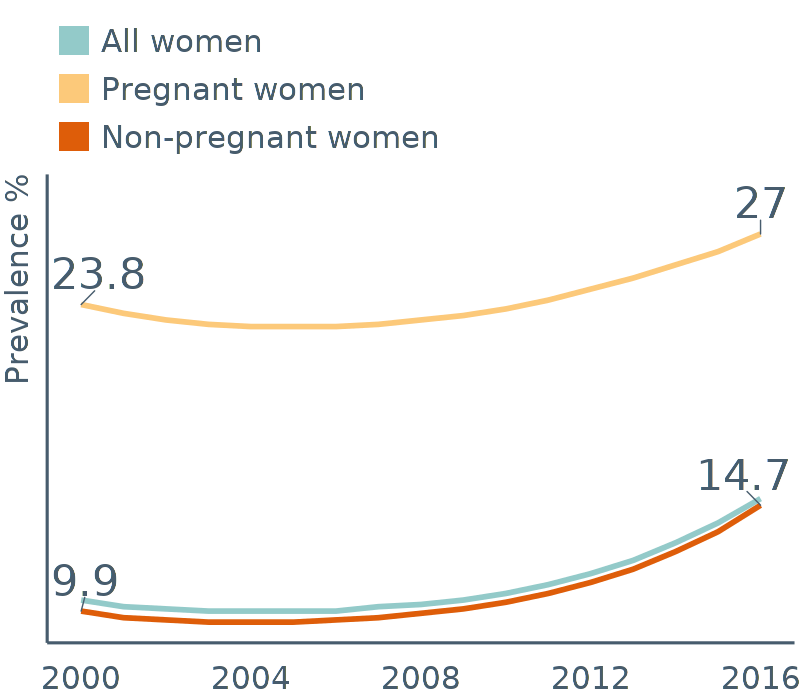 All women
Pregnant women
Non-pregnant women
Prevalence %
27
23.8
14.7
9.9
2000 2004 2008 2012 2016